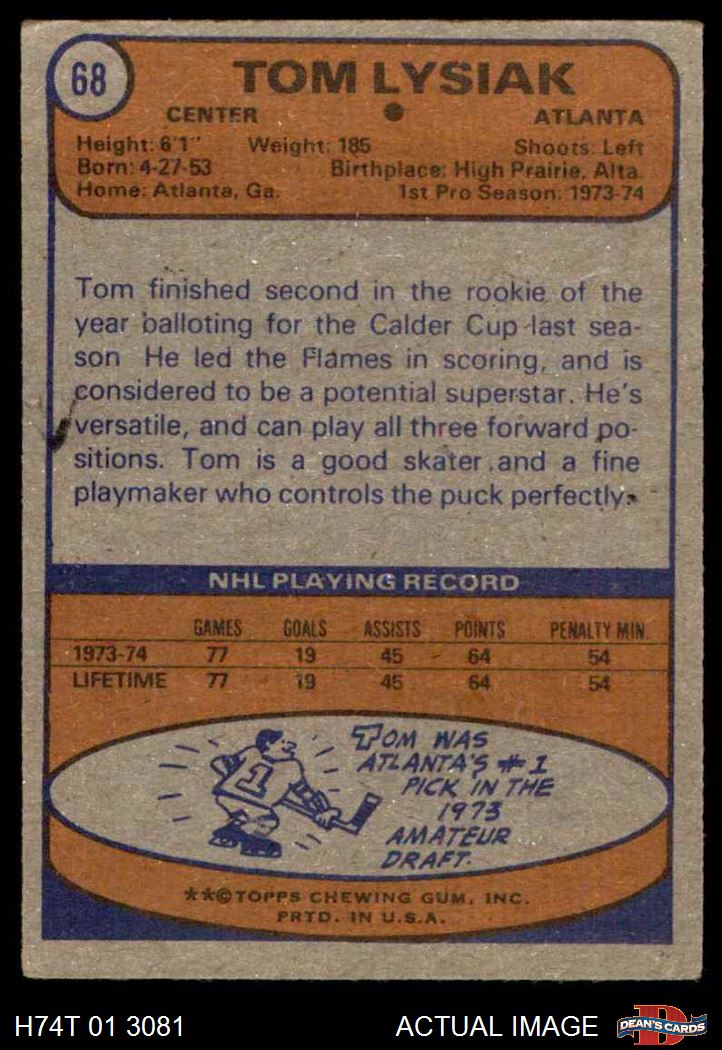 68
TOM LYSIAK
CENTER ATLANTA
Height: 6'1" Weight: 185 Shoots: Left
Born: 4-27-53 Birthplace: High Prairie, Alta.
Home: Atlanta, Ga. 1st Pro Season: 1973-74
Tom finished second in the rookie of the
year balloting for the Calder Cup last sea-
son He led the Flames in scoring, and is
considered to be a potential superstar. He's
versatile, and can play all three forward po-
sitions. Tom is a good skater and a fine
playmaker who controls the puck perfectly.
NHL PLAYING RECORD
GAMES GOALS ASSISTS POINTS PENALTY MIN.
1973-74 77 19 45 64 54
LIFETIME 77 19 45 64 54
1
TOM WAS
ATLANTA'S #1
PICK IN THE
1973
AMATEUR
DRAFT.
**©TOPPS CHEWING GUM, INC.
PRTD. IN U.S.A.
H74T 01 3081 ACTUAL IMAGE D DEAN'S CARDS